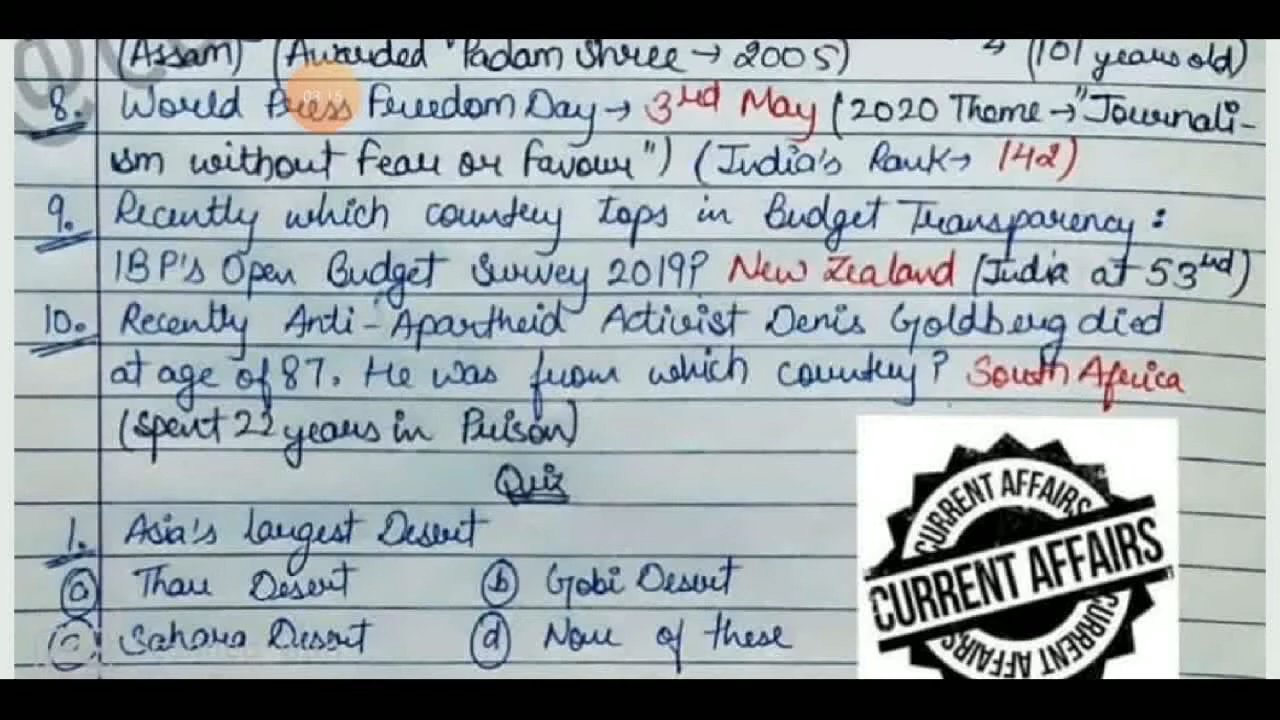 (Assam) (Awarded "Padam Shree → 2005) → (101 years old)
03:15
8. World Press Freedom Day → 3rd May (2020 Theme → "Journali-
ism without Fear or Favour") (India's Rank → 142)
9. Recently which country tops in Budget Transparency :
IBP's Open Budget Survey 2019? New Zealand (India at 53rd)
10. Recently Anti-Apartheid Activist Denis Goldberg died
at age of 87. He was from which country? South Africa
(spent 22 years in Prison)
Quiz
1. Asia's largest Desert
a Thar Desert b Gobi Desert
c Sahara Desert d None of these
CURRENT AFFAIRS
CURRENT AFFAIRS
CURRENT AFFAIRS